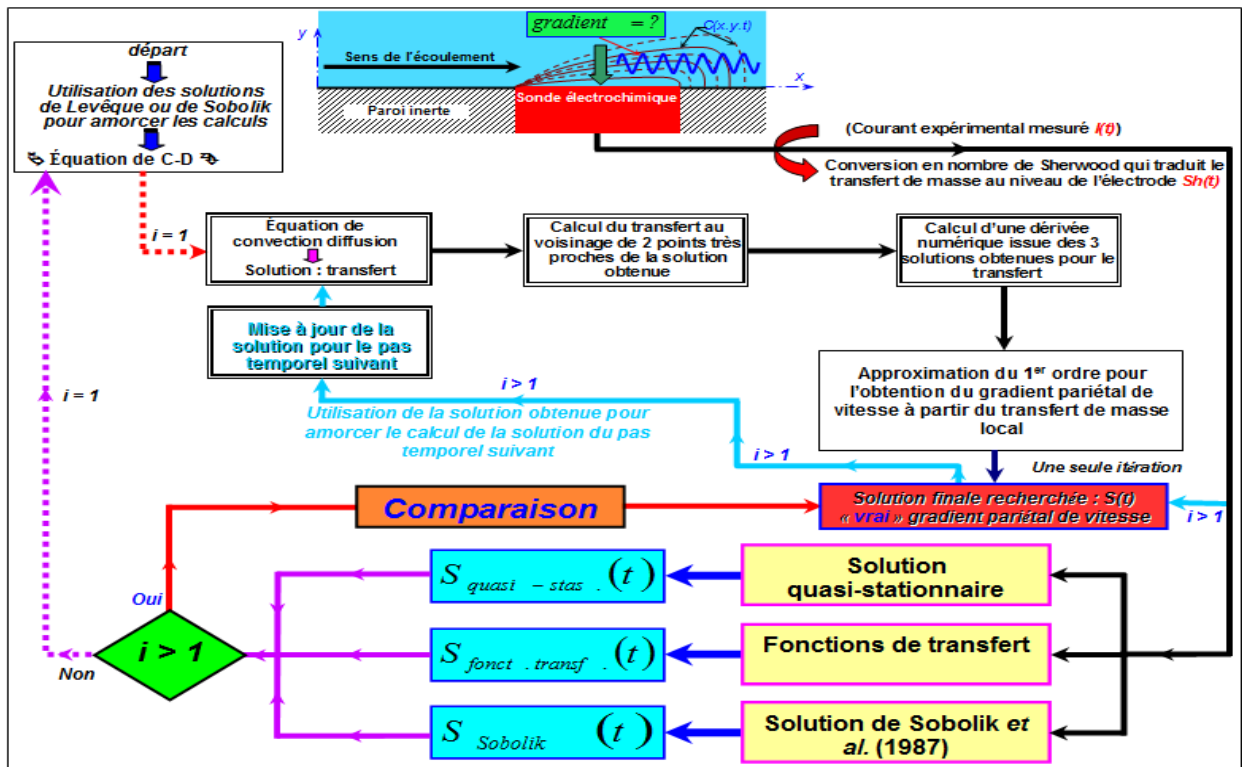 départ
Utilisation des solutions
de Levêque ou de Sobolik
pour amorcer les calculs
Équation de C-D
y
gradient = ?
C(x.y.t)
Sens de l'écoulement
x
Paroi inerte
Sonde électrochimique
(Courant expérimental mesuré I(t))
Conversion en nombre de Sherwood qui traduit le
transfert de masse au niveau de l'électrode Sh(t)
i = 1
Équation de
convection diffusion
Solution : transfert
Calcul du transfert au
voisinage de 2 points très
proches de la solution
obtenue
Calcul d'une dérivée
numérique issue des 3
solutions obtenues pour le
transfert
Mise à jour de la
solution pour le pas
temporel suivant
i > 1
Utilisation de la solution obtenue pour
amorcer le calcul de la solution du pas
temporel suivant
Approximation du 1er ordre pour
l'obtention du gradient pariétal de
vitesse à partir du transfert de masse
local
i = 1
i > 1
Une seule itération
Comparaison
Solution finale recherchée : S(t)
« vrai » gradient pariétal de vitesse
i > 1
S quasi – stas . (t)
Solution
quasi-stationnaire
Oui
i > 1
Non
S fonct . transf . (t)
Fonctions de transfert
S Sobolik (t)
Solution de Sobolik et
al. (1987)